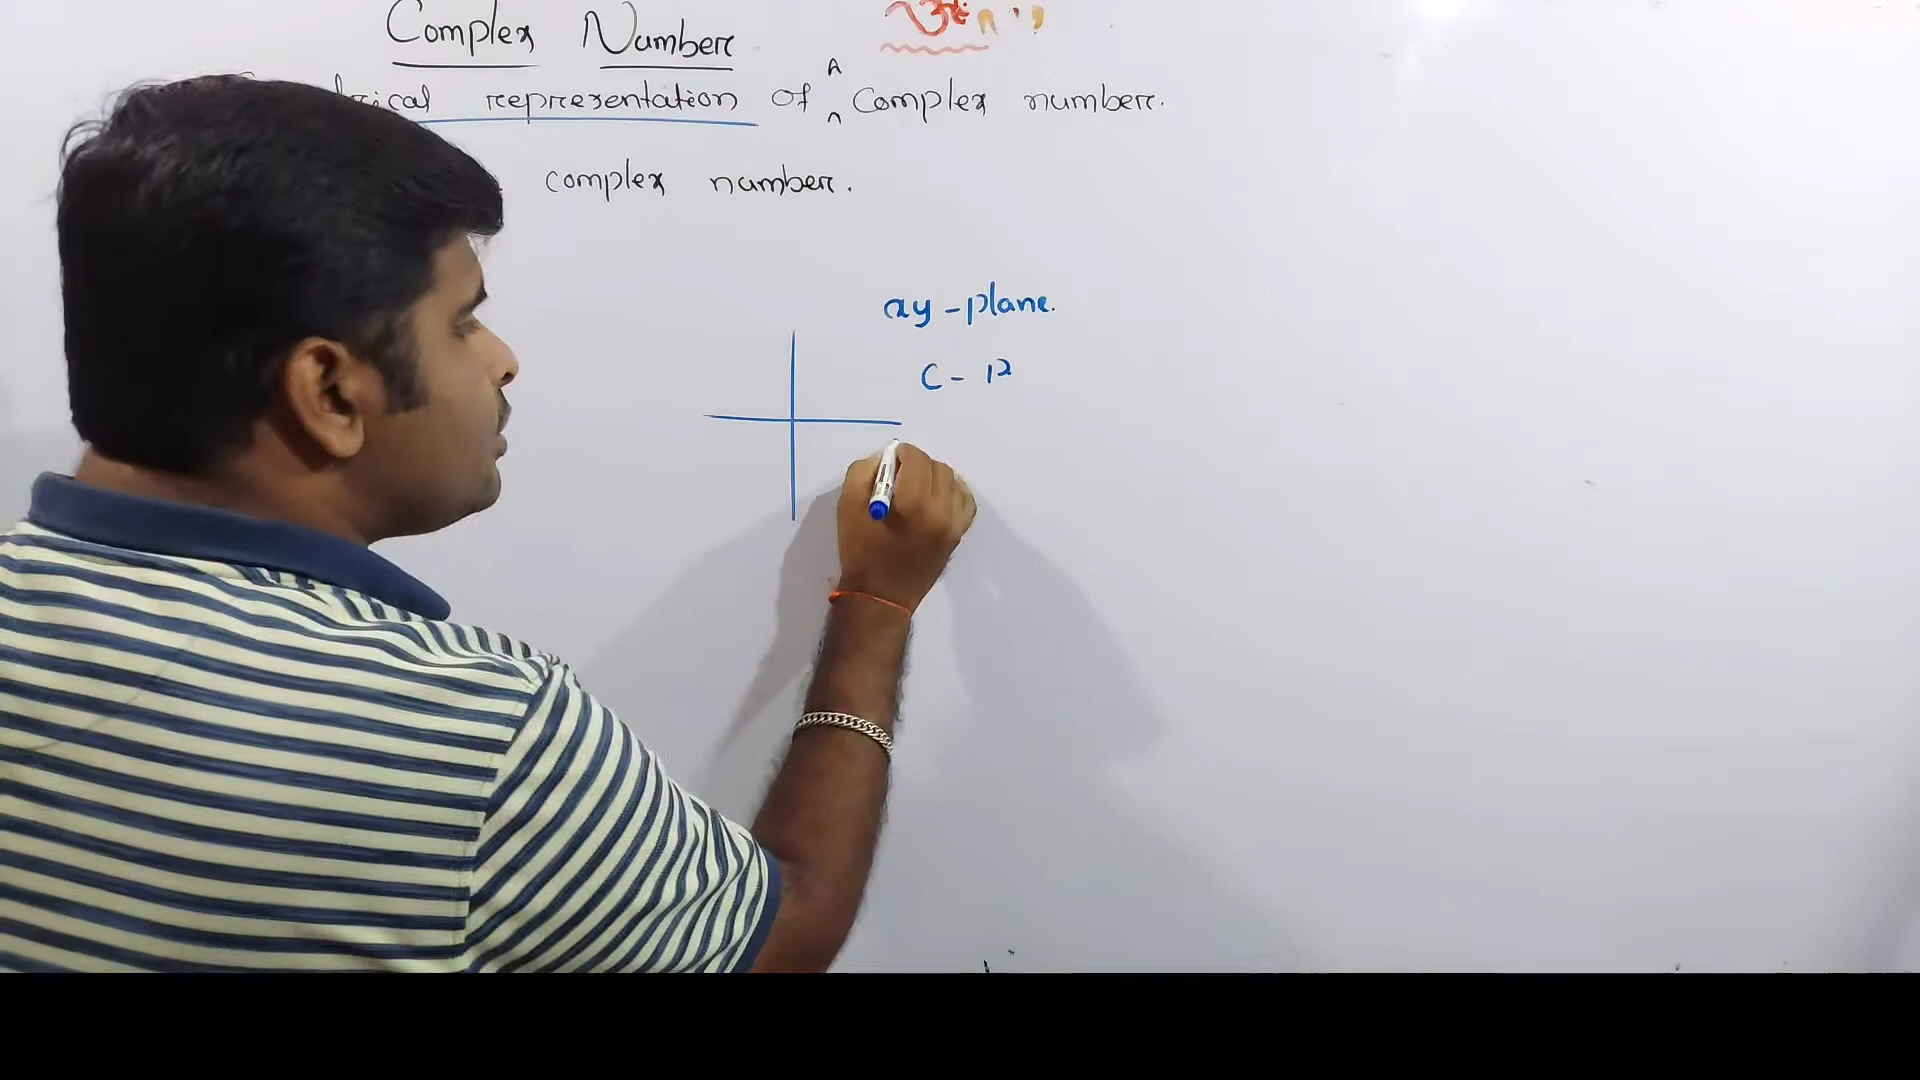 Complex Number
representation of A complex number.
complex number.
xy - plane.
C - P